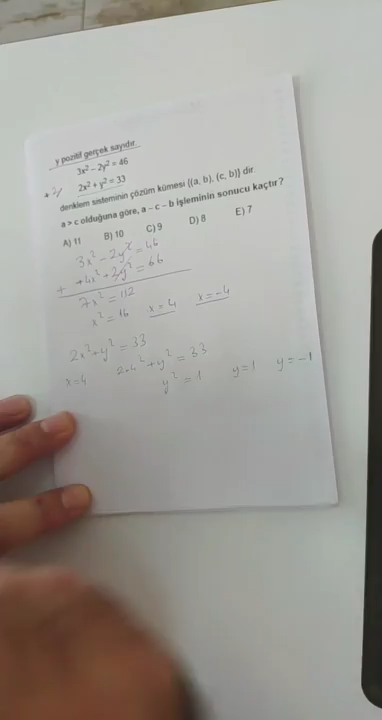 y pozitif gerçek sayıdır.
3x² – 2y² = 46
2x² + y² = 33
denklem sisteminin çözüm kümesi {(a, b), (c, b)} dir.
a > c olduğuna göre, a – c – b işleminin sonucu kaçtır?
A) 11 B) 10 C) 9 D) 8 E) 7
3x² - 2y² = 46
+ +4x² + 2y² = 66
7x² = 112
x² = 16 x = 4 x = -4
2x² + y² = 33
x = 4 2.4² + y² = 33
y² = 1 y = 1 y = -1